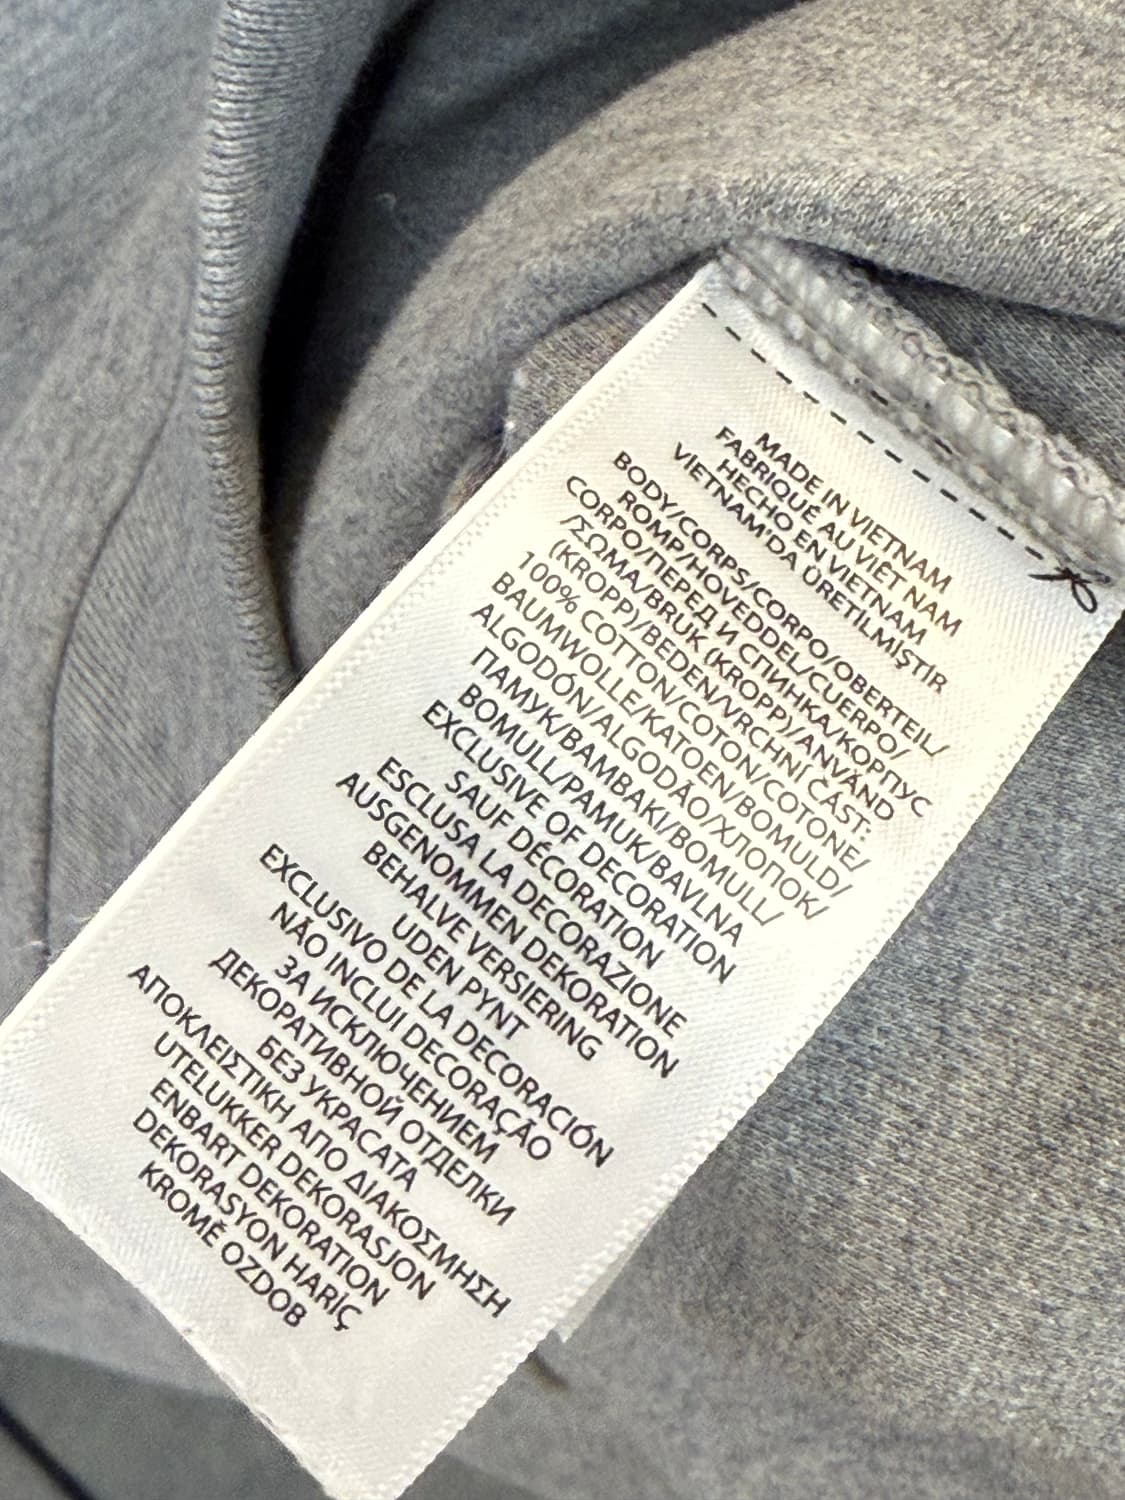 MADE IN VIETNAM
FABRIQUÉ AU VIÊT NAM
HECHO EN VIETNAM
VIETNAM'DA ÜRETİLMİŞTİR
BODY/CORPS/CORPO/OBERTEIL/
ROMP/HOVEDDEL/CUERPO/
CORPO/ПЕРЕД И СПИНКА/КОРПУС
/ΣΩΜΑ/BRUK (KROPP)/ANVÄND
(KROPP)/BEDEN/VRCHNÍ ČÁST:
100% COTTON/COTON/COTONE/
BAUMWOLLE/KATOEN/BOMULD/
ALGODÓN/ALGODÃO/ХЛОПОК/
ПАМУК/ΒΑΜΒΑΚΙ/BOMULL/
BOMULL/PAMUK/BAVLNA
EXCLUSIVE OF DECORATION
SAUF DÉCORATION
ESCLUSA LA DECORAZIONE
AUSGENOMMEN DEKORATION
BEHALVE VERSIERING
UDEN PYNT
EXCLUSIVO DE LA DECORACIÓN
NÃO INCLUI DECORAÇÃO
ЗА ИСКЛЮЧЕНИЕМ
ДЕКОРАТИВНОЙ ОТДЕЛКИ
БЕЗ УКРАСАТА
ΑΠΟΚΛΕΙΣΤΙΚΗ ΑΠΟ ΔΙΑΚΟΣΜΗΣΗ
UTELUKKER DEKORASJON
ENBART DEKORATION
DEKORASYON HARİÇ
KROMĚ OZDOB